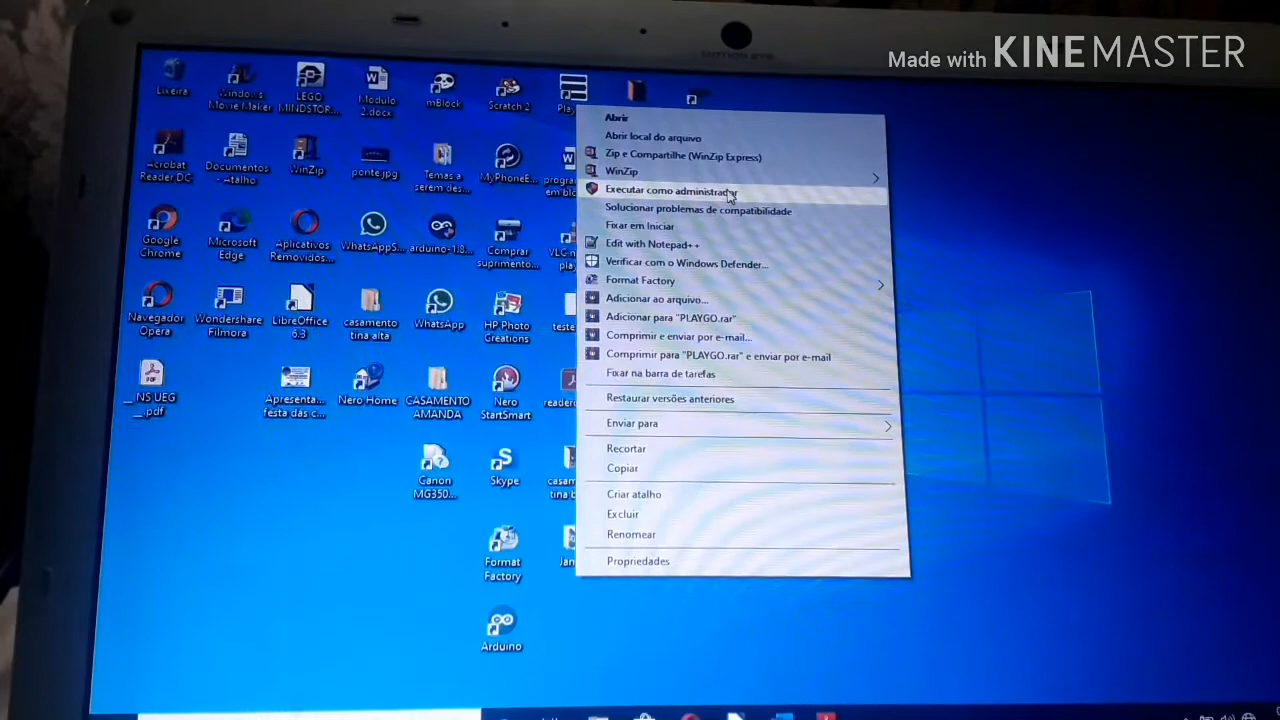 Made with KINEMASTER
Lixeira
Windows
Movie Maker
LEGO
MINDSTOR...
Modulo
2.docx
mBlock
Scratch 2
Play
Acrobat
Reader DC
Documentos
- Atalho
WinZip
ponte.jpg
Temas a
serem des...
MyPhoneE...
program
em blo
Google
Chrome
Microsoft
Edge
Aplicativos
Removidos...
WhatsAppS...
arduino-1.8...
Comprar
suprimento...
play
Navegador
Opera
Wondershare
Filmora
LibreOffice
6.3
casamento
tina alta
WhatsApp
HP Photo
Creations
teste
__ NS UEG
__.pdf
Apresenta...
festa das c...
Nero Home
CASAMENTO
AMANDA
Nero
StartSmart
Canon
MG350...
Skype
casam
tina b
Format
Factory
Jan
Arduino
Abrir
Abrir local do arquivo
Zip e Compartilhe (WinZip Express)
WinZip
Executar como administrador
Solucionar problemas de compatibilidade
Fixar em Iniciar
Edit with Notepad++
Verificar com o Windows Defender...
Format Factory
Adicionar ao arquivo...
Adicionar para "PLAYGO.rar"
Comprimir e enviar por e-mail...
Comprimir para "PLAYGO.rar" e enviar por e-mail
Fixar na barra de tarefas
Restaurar versões anteriores
Enviar para
Recortar
Copiar
Criar atalho
Excluir
Renomear
Propriedades